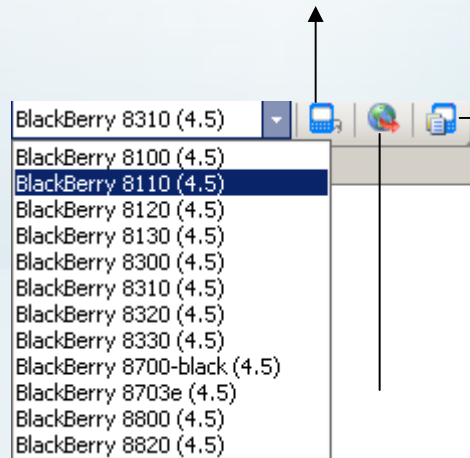 BlackBerry 8310 (4.5)
BlackBerry 8100 (4.5)
BlackBerry 8110 (4.5)
BlackBerry 8120 (4.5)
BlackBerry 8130 (4.5)
BlackBerry 8300 (4.5)
BlackBerry 8310 (4.5)
BlackBerry 8320 (4.5)
BlackBerry 8330 (4.5)
BlackBerry 8700-black (4.5)
BlackBerry 8703e (4.5)
BlackBerry 8800 (4.5)
BlackBerry 8820 (4.5)